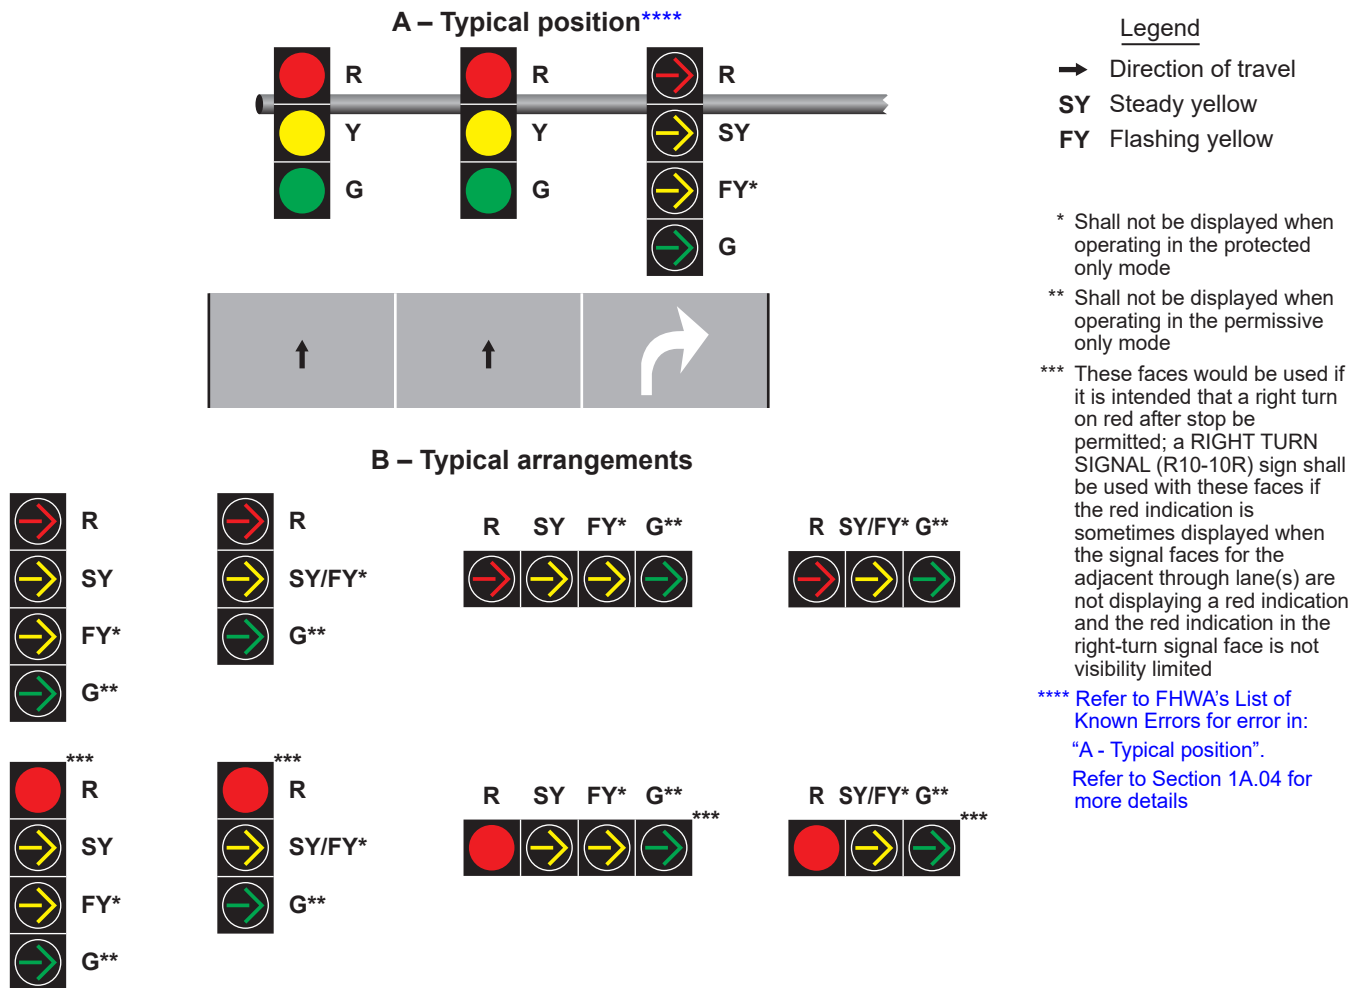 A – Typical position****
R
R
R
Y
Y
SY
G
G
FY*
G
Legend
Direction of travel
SY Steady yellow
FY Flashing yellow
* Shall not be displayed when
operating in the protected
only mode
** Shall not be displayed when
operating in the permissive
only mode
*** These faces would be used if
it is intended that a right turn
on red after stop be
permitted; a RIGHT TURN
SIGNAL (R10-10R) sign shall
be used with these faces if
the red indication is
sometimes displayed when
the signal faces for the
adjacent through lane(s) are
not displaying a red indication
and the red indication in the
right-turn signal face is not
visibility limited
**** Refer to FHWA's List of
Known Errors for error in:
“A - Typical position”.
Refer to Section 1A.04 for
more details
B – Typical arrangements
R
SY
FY*
G**
R
SY/FY*
G**
R SY FY* G**
R SY/FY* G**
***
R
SY
FY*
G**
***
R
SY/FY*
G**
R SY FY* G**
***
R SY/FY* G**
***